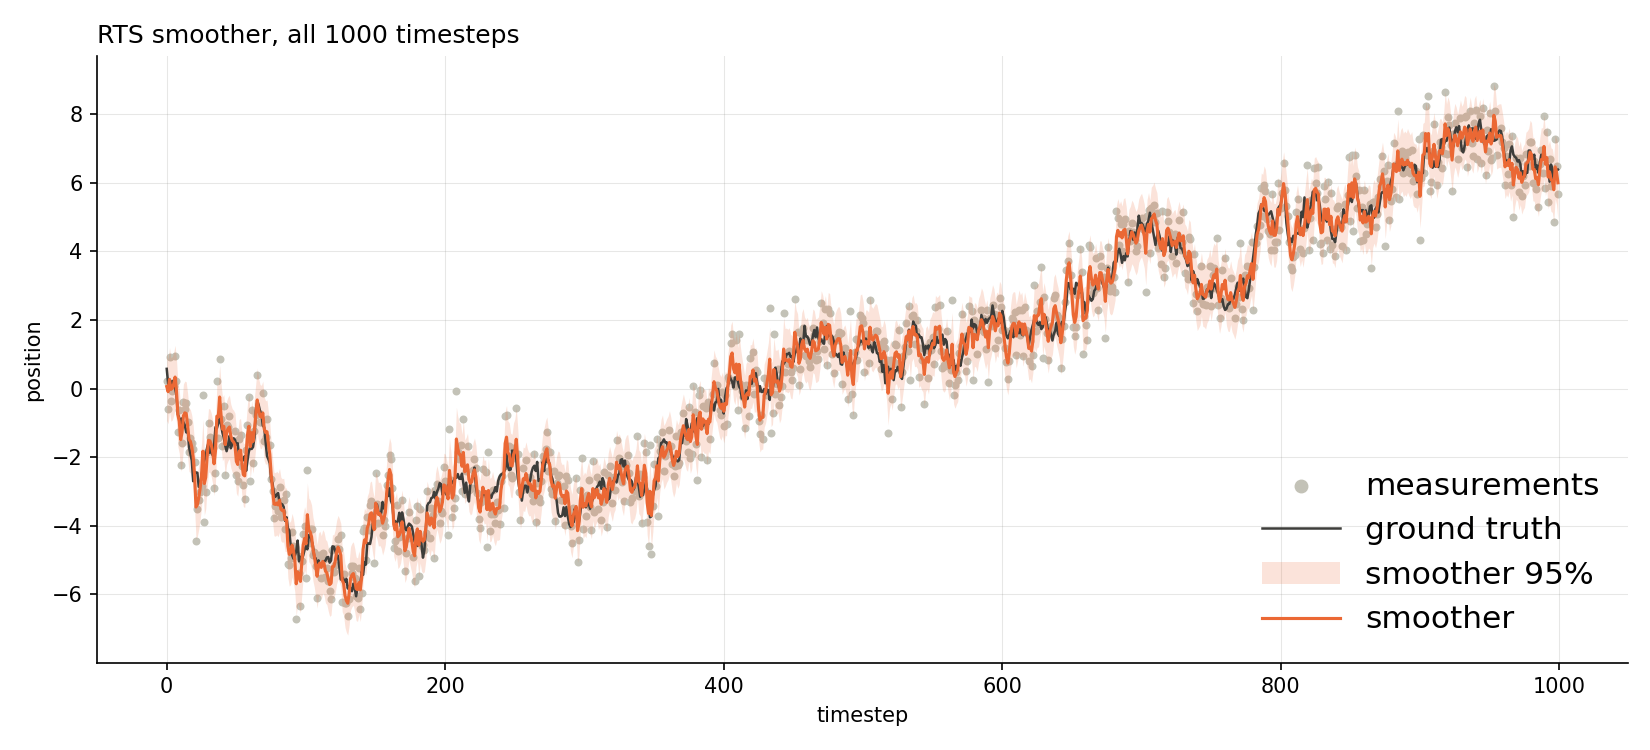 RTS smoother, all 1000 timesteps
8
6
4
2
0
−2
−4
−6
position
measurements
ground truth
smoother 95%
smoother
0 200 400 600 800 1000
timestep